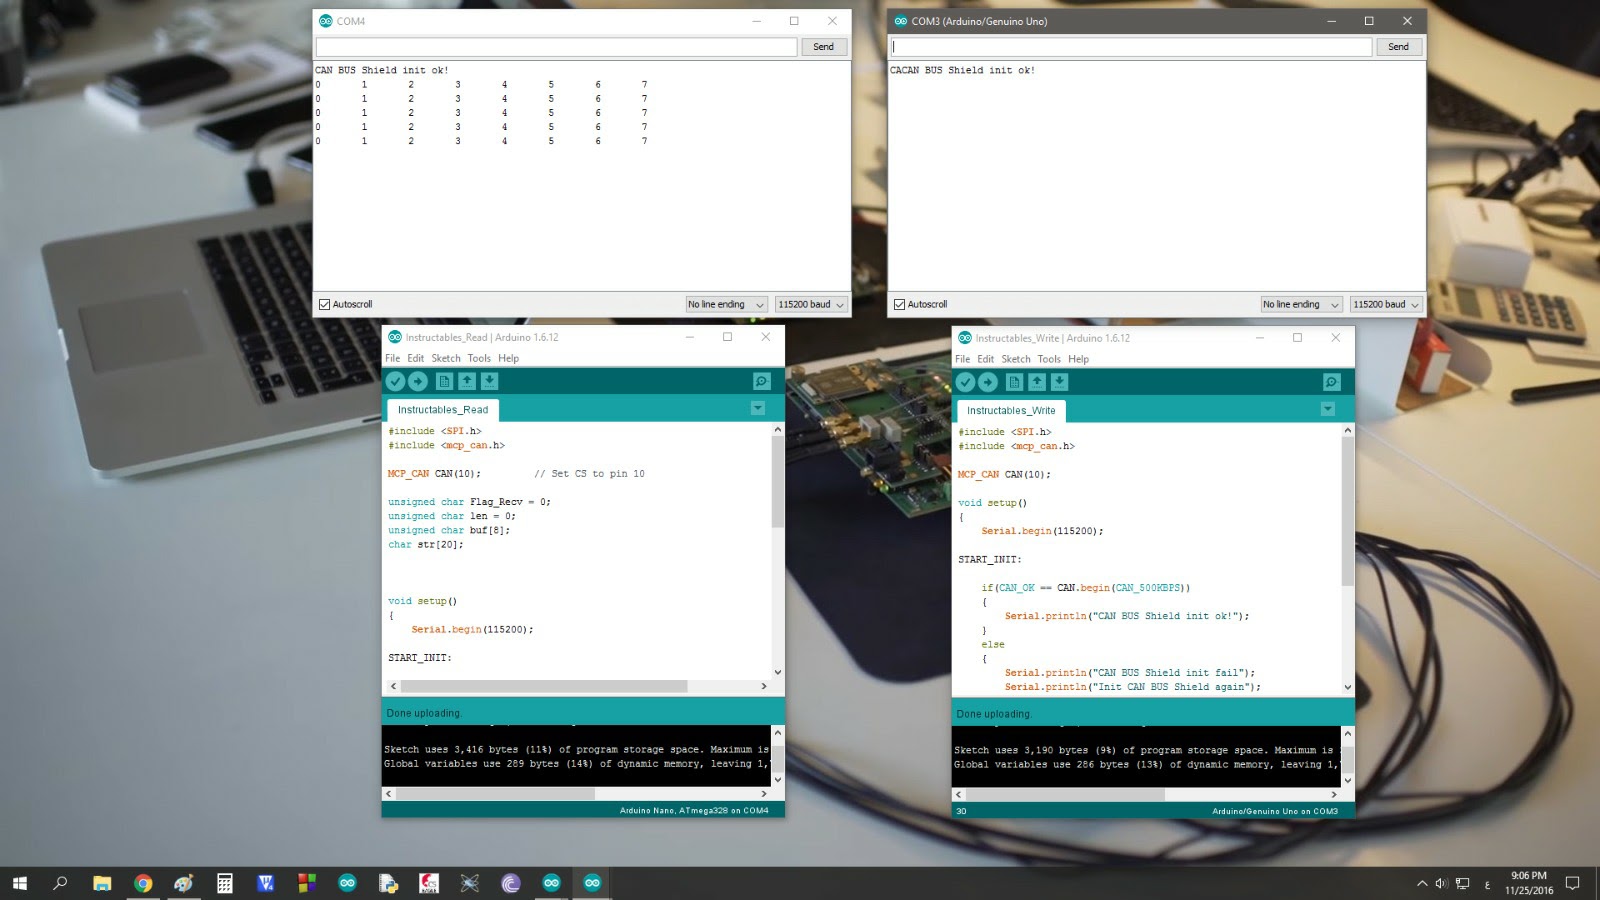 COM4
Send
CAN BUS Shield init ok!
0 1 2 3 4 5 6 7
0 1 2 3 4 5 6 7
0 1 2 3 4 5 6 7
0 1 2 3 4 5 6 7
0 1 2 3 4 5 6 7
Autoscroll
No line ending
115200 baud
COM3 (Arduino/Genuino Uno)
Send
CACAN BUS Shield init ok!
Autoscroll
No line ending
115200 baud
Instructables_Read | Arduino 1.6.12
File Edit Sketch Tools Help
Instructables_Read
#include <SPI.h>
#include <mcp_can.h>
MCP_CAN CAN(10); // Set CS to pin 10
unsigned char Flag_Recv = 0;
unsigned char len = 0;
unsigned char buf[8];
char str[20];
void setup()
{
Serial.begin(115200);
START_INIT:
Done uploading.
Sketch uses 3,416 bytes (11%) of program storage space. Maximum is
Global variables use 289 bytes (14%) of dynamic memory, leaving 1,
Arduino Nano, ATmega328 on COM4
Instructables_Write | Arduino 1.6.12
File Edit Sketch Tools Help
Instructables_Write
#include <SPI.h>
#include <mcp_can.h>
MCP_CAN CAN(10);
void setup()
{
Serial.begin(115200);
START_INIT:
if(CAN_OK == CAN.begin(CAN_500KBPS))
{
Serial.println("CAN BUS Shield init ok!");
}
else
{
Serial.println("CAN BUS Shield init fail");
Serial.println("Init CAN BUS Shield again");
Done uploading.
Sketch uses 3,190 bytes (9%) of program storage space. Maximum is
Global variables use 286 bytes (13%) of dynamic memory, leaving 1,
30
Arduino/Genuino Uno on COM3
ع
9:06 PM
11/25/2016